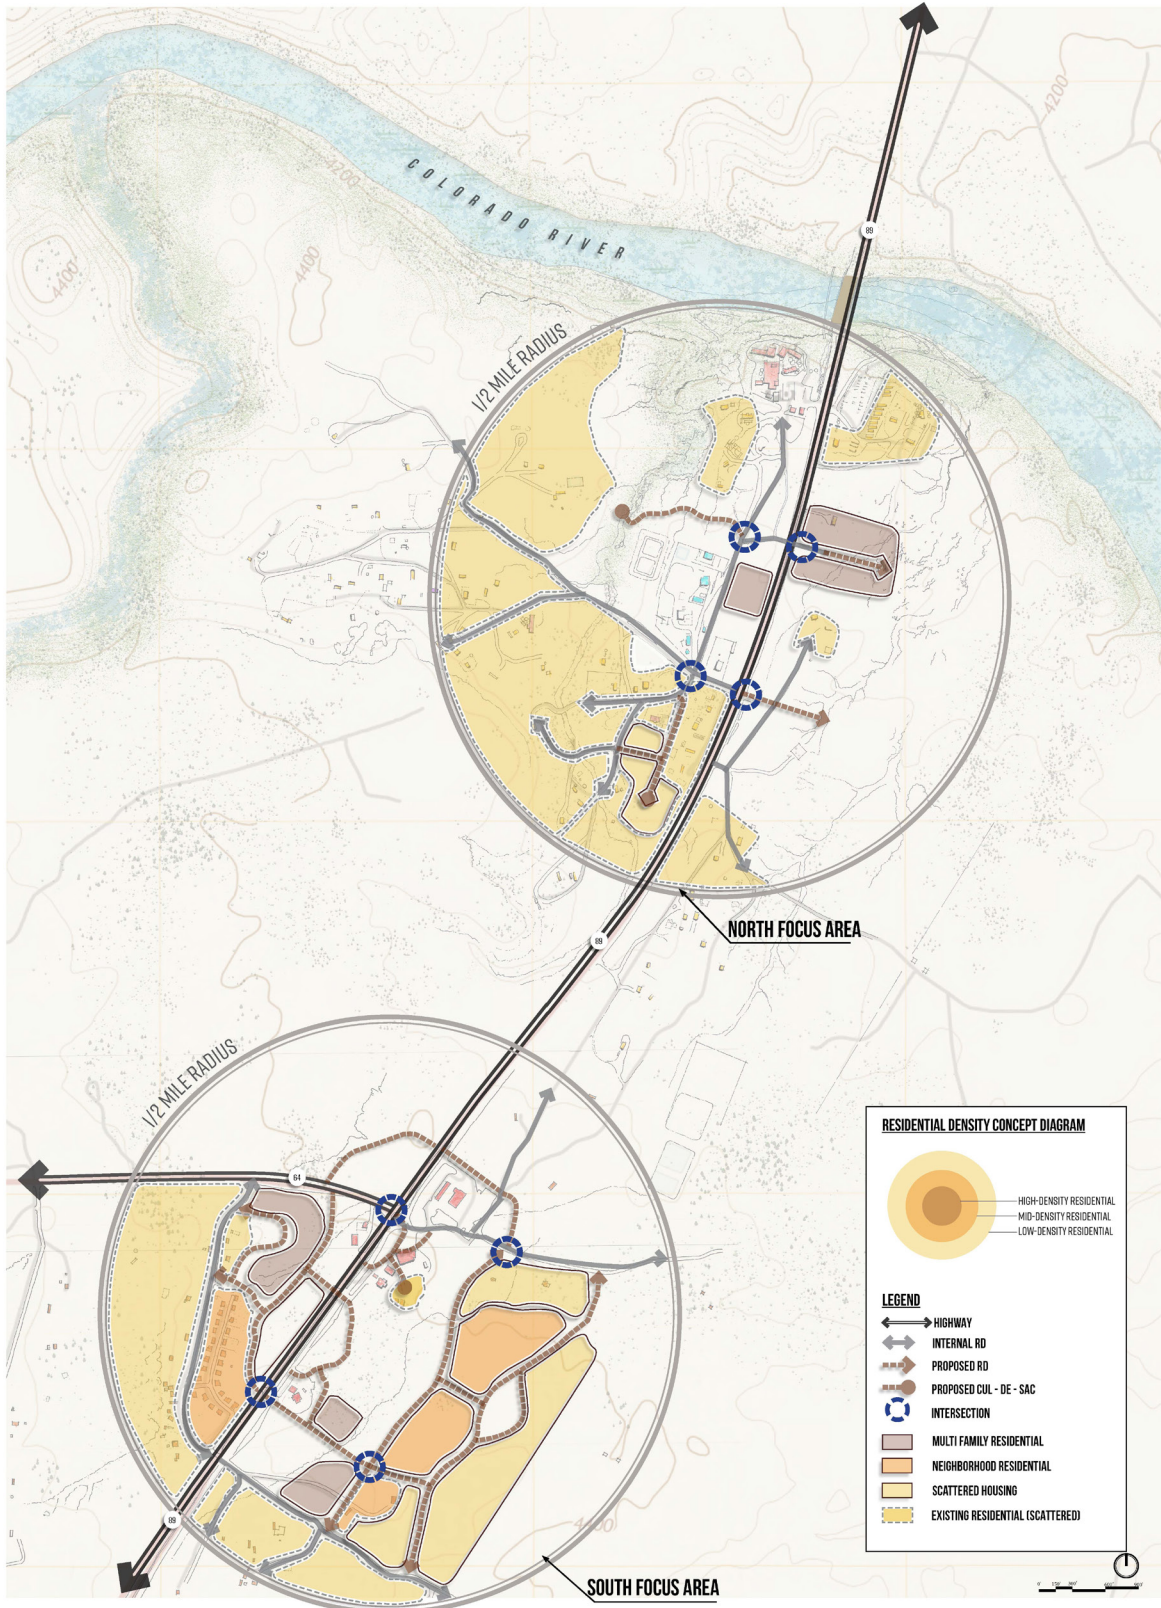 4200
89
4200
COLORADO RIVER
4400
4400
1/2 MILE RADIUS
NORTH FOCUS AREA
89
1/2 MILE RADIUS
64
RESIDENTIAL DENSITY CONCEPT DIAGRAM
HIGH-DENSITY RESIDENTIAL
MID-DENSITY RESIDENTIAL
LOW-DENSITY RESIDENTIAL
LEGEND
HIGHWAY
INTERNAL RD
PROPOSED RD
PROPOSED CUL - DE - SAC
INTERSECTION
MULTI FAMILY RESIDENTIAL
NEIGHBORHOOD RESIDENTIAL
SCATTERED HOUSING
EXISTING RESIDENTIAL (SCATTERED)
89
4400
SOUTH FOCUS AREA